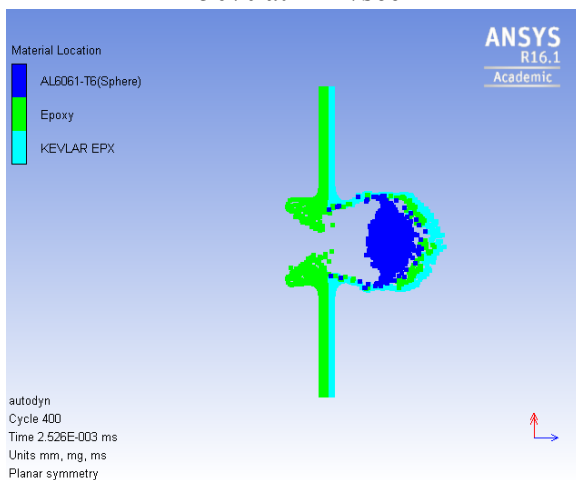 Material Location
AL6061-T6(Sphere)
Epoxy
KEVLAR EPX
ANSYS
R16.1
Academic
autodyn
Cycle 400
Time 2.526E-003 ms
Units mm, mg, ms
Planar symmetry